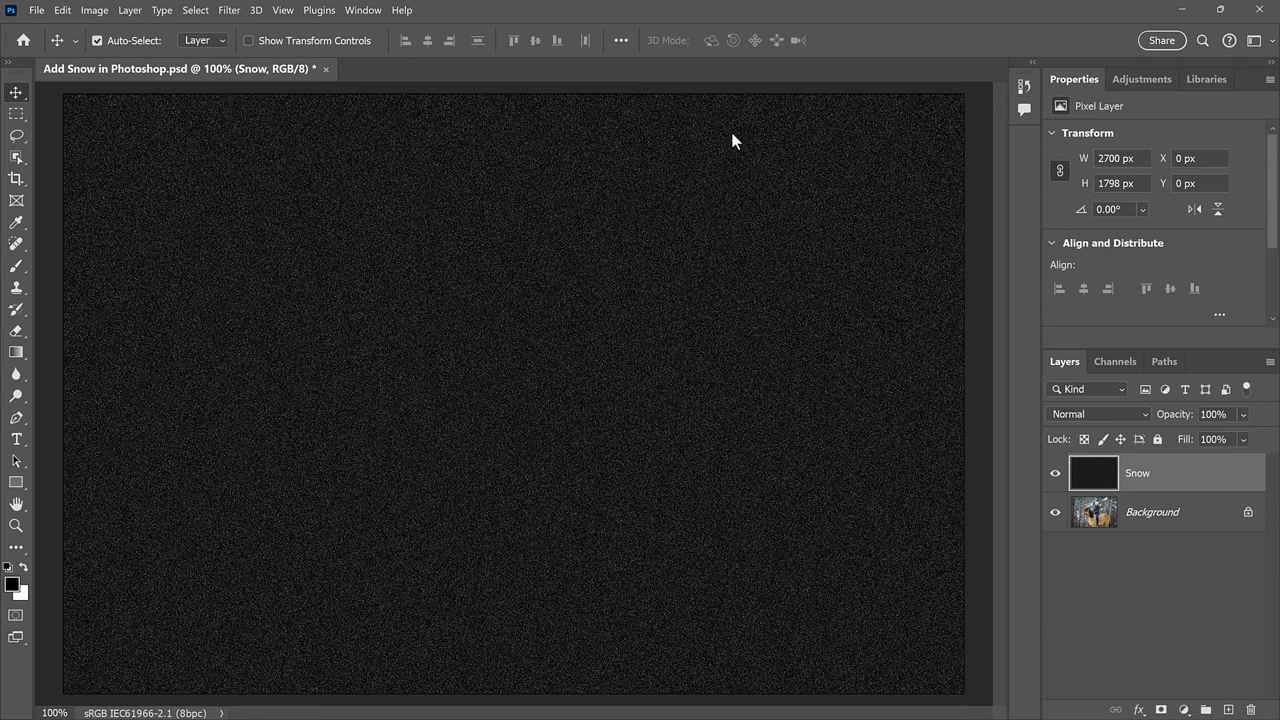 Ps File Edit Image Layer Type Select Filter 3D View Plugins Window Help
Auto-Select: Layer Show Transform Controls 3D Mode: Share
Add Snow in Photoshop.psd @ 100% (Snow, RGB/8) * ×
Properties Adjustments Libraries
Pixel Layer
Transform
W 2700 px X 0 px
H 1798 px Y 0 px
0.00°
Align and Distribute
Align:
Layers Channels Paths
Kind
Normal Opacity: 100%
Lock: Fill: 100%
Snow
Background
100% sRGB IEC61966-2.1 (8bpc)